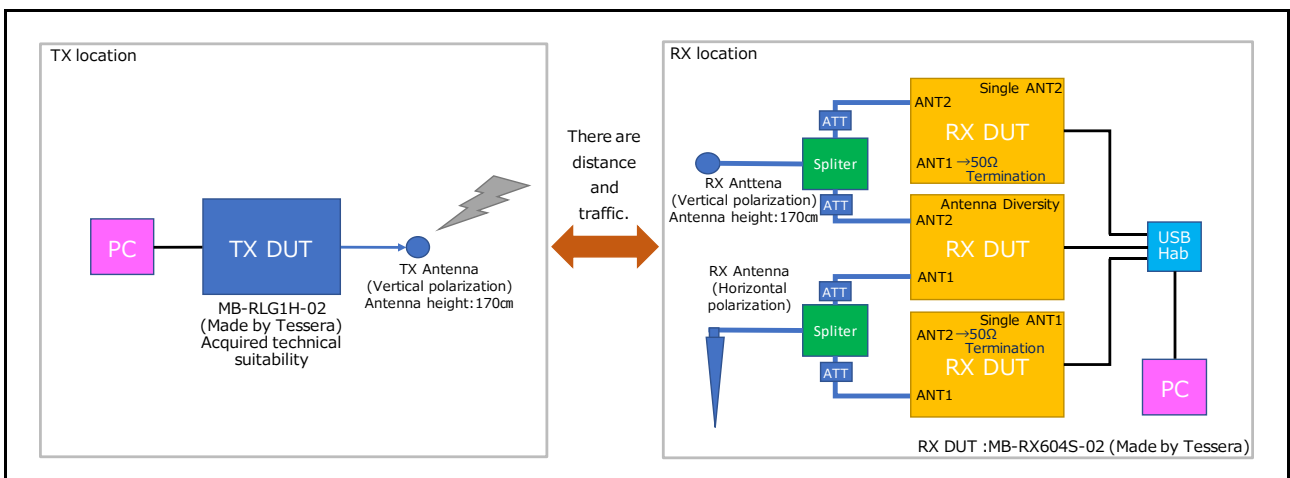 TX location
PC
TX DUT
MB-RLG1H-02
(Made by Tessera)
Acquired technical
suitability
TX Antenna
(Vertical polarization)
Antenna height:170㎝
There are
distance
and
traffic.
RX location
RX Anttena
(Vertical polarization)
Antenna height:170㎝
ATT
Spliter
ATT
Single ANT2
ANT2
RX DUT
ANT1 →50Ω
Termination
Antenna Diversity
ANT2
RX DUT
ANT1
RX Antenna
(Horizontal
polarization)
ATT
Spliter
ATT
Single ANT1
ANT2 →50Ω
Termination
RX DUT
ANT1
USB
Hab
PC
RX DUT :MB-RX604S-02 (Made by Tessera)